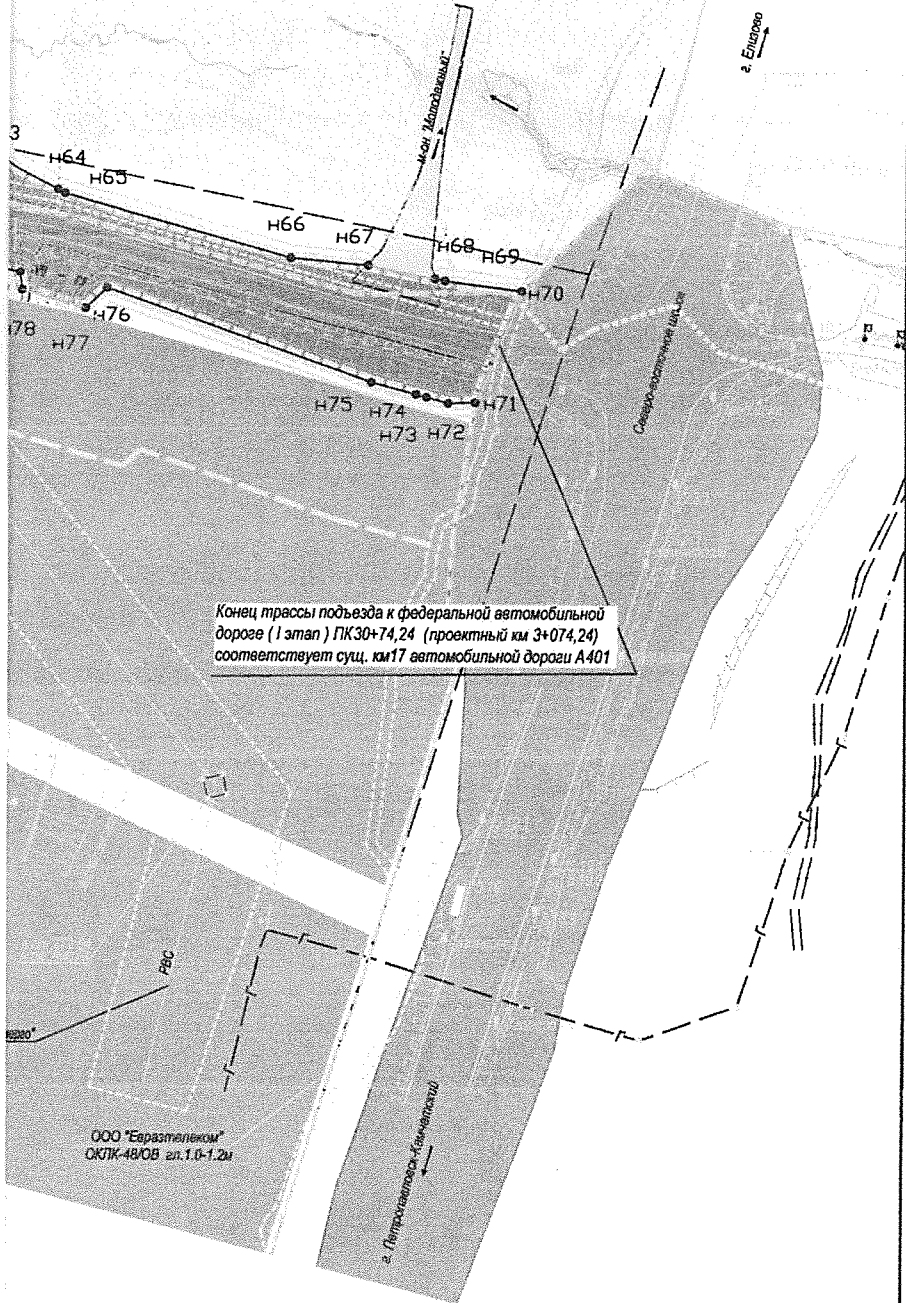 г. Елизово
м-он "Молодежный"
3
н64
н65
н66
н67
н68
н69
н70
н78
н77
н76
н75
н74
н73
н72
н71
Северовосточное шоссе
Конец трассы подъезда к федеральной автомобильной
дороге ( I этап ) ПК30+74,24 (проектный км 3+074,24)
соответствует сущ. км17 автомобильной дороги А401
РВС
ООО "Евразтелеком"
ОКЛК-48/ОВ гл.1.0-1.2м
г. Петропавловск-Камчатский